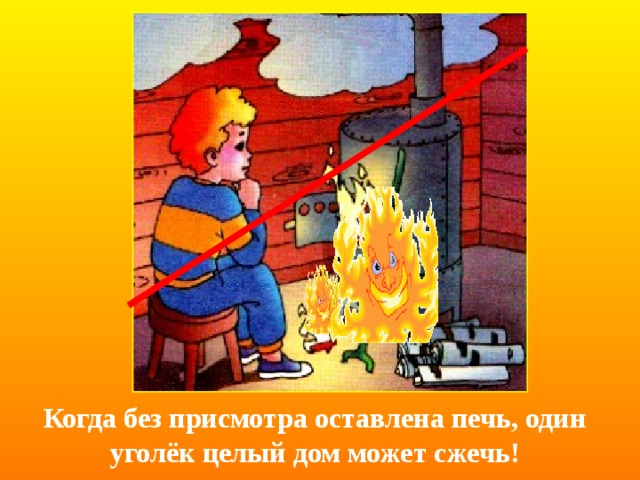 Когда без присмотра оставлена печь, один
уголёк целый дом может сжечь!